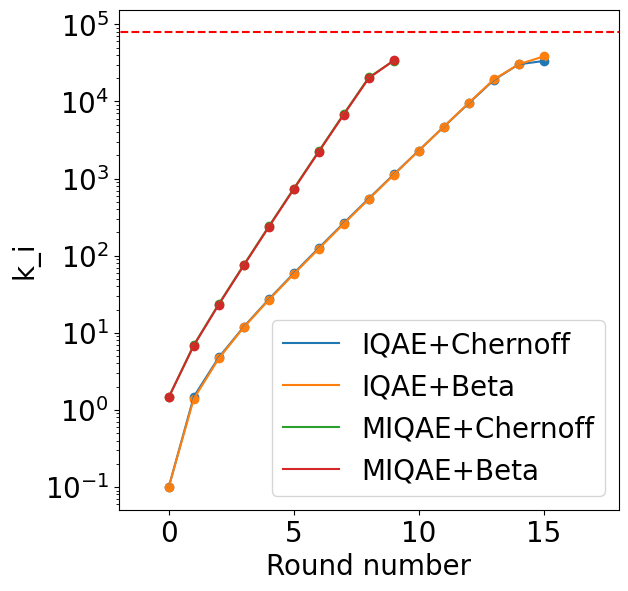 k_i
10^5
10^4
10^3
10^2
10^1
10^0
10^{-1}
IQAE+Chernoff
IQAE+Beta
MIQAE+Chernoff
MIQAE+Beta
0 5 10 15
Round number